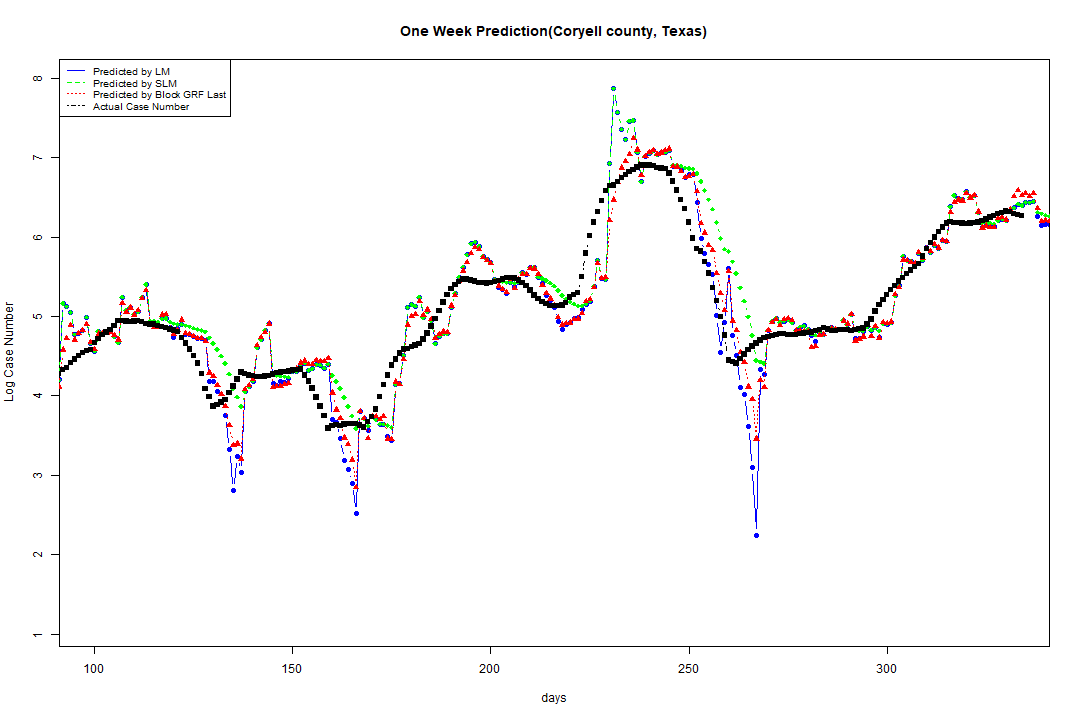 One Week Prediction(Coryell county, Texas)
Predicted by LM
Predicted by SLM
Predicted by Block GRF Last
Actual Case Number
Log Case Number
8
7
6
5
4
3
2
1
100 150 200 250 300
days